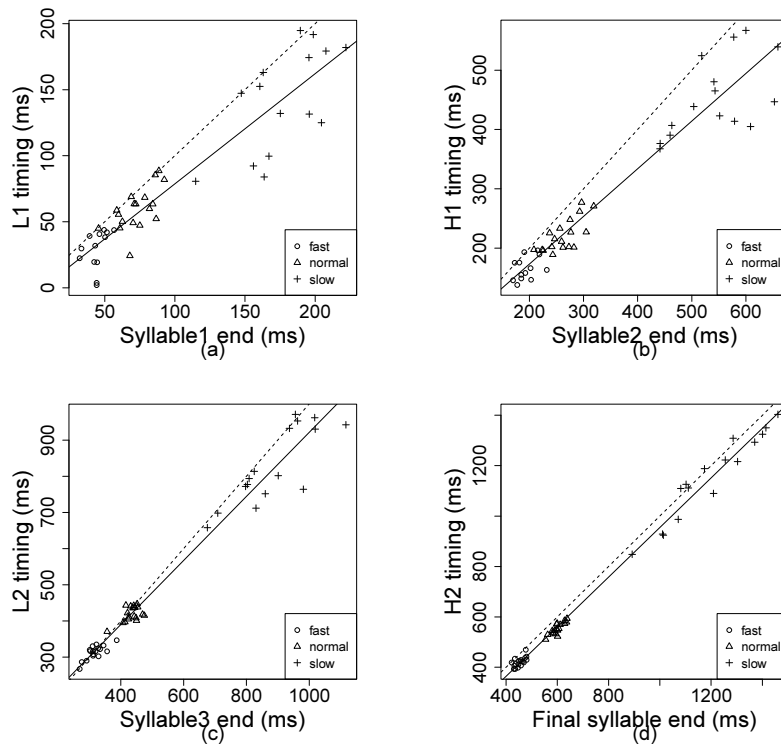 L1 timing (ms)
0 50 100 150 200
50 100 150 200
Syllable1 end (ms)
(a)
fast
normal
slow
H1 timing (ms)
200 300 400 500
200 300 400 500 600
Syllable2 end (ms)
(b)
fast
normal
slow
L2 timing (ms)
300 500 700 900
400 600 800 1000
Syllable3 end (ms)
(c)
fast
normal
slow
H2 timing (ms)
400 600 800 1000 1200
400 600 800 1000 1200 1400
Final syllable end (ms)
(d)
fast
normal
slow